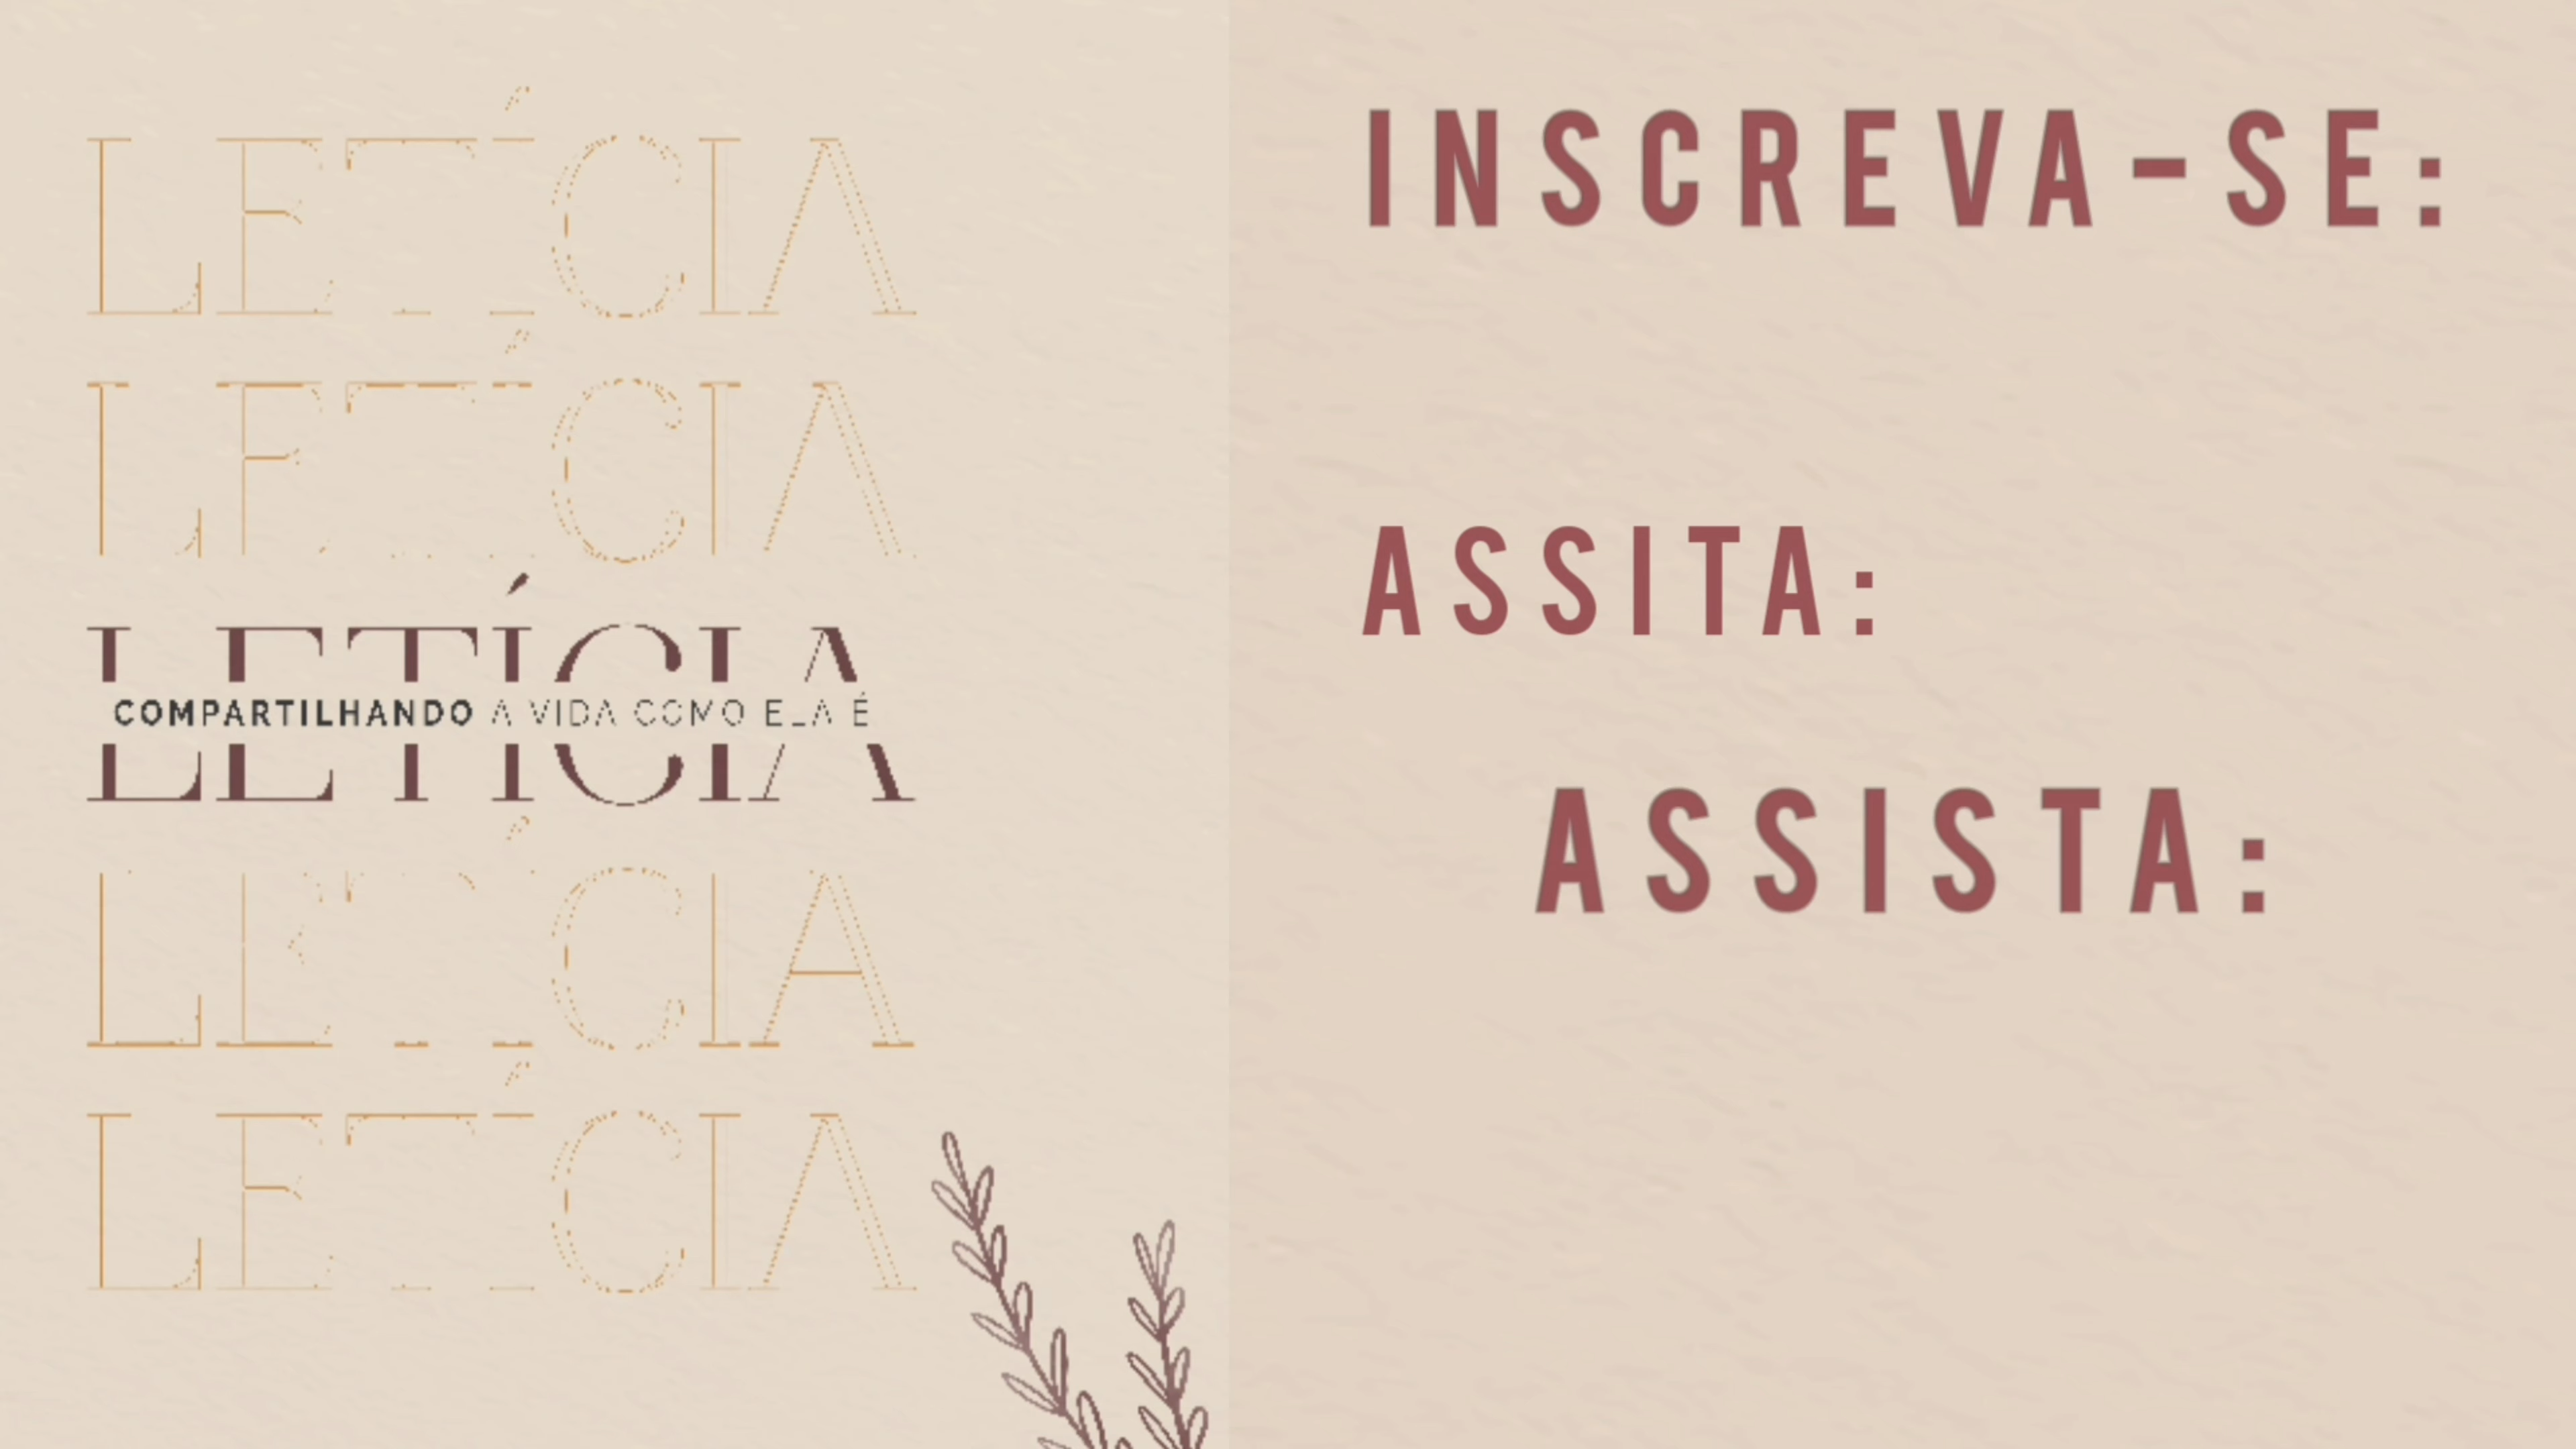 LETÍCIA
LETÍCIA
LETÍCIA
COMPARTILHANDO A VIDA COMO ELA É
LETÍCIA
LETÍCIA
INSCREVA-SE:
ASSITA:
ASSISTA: